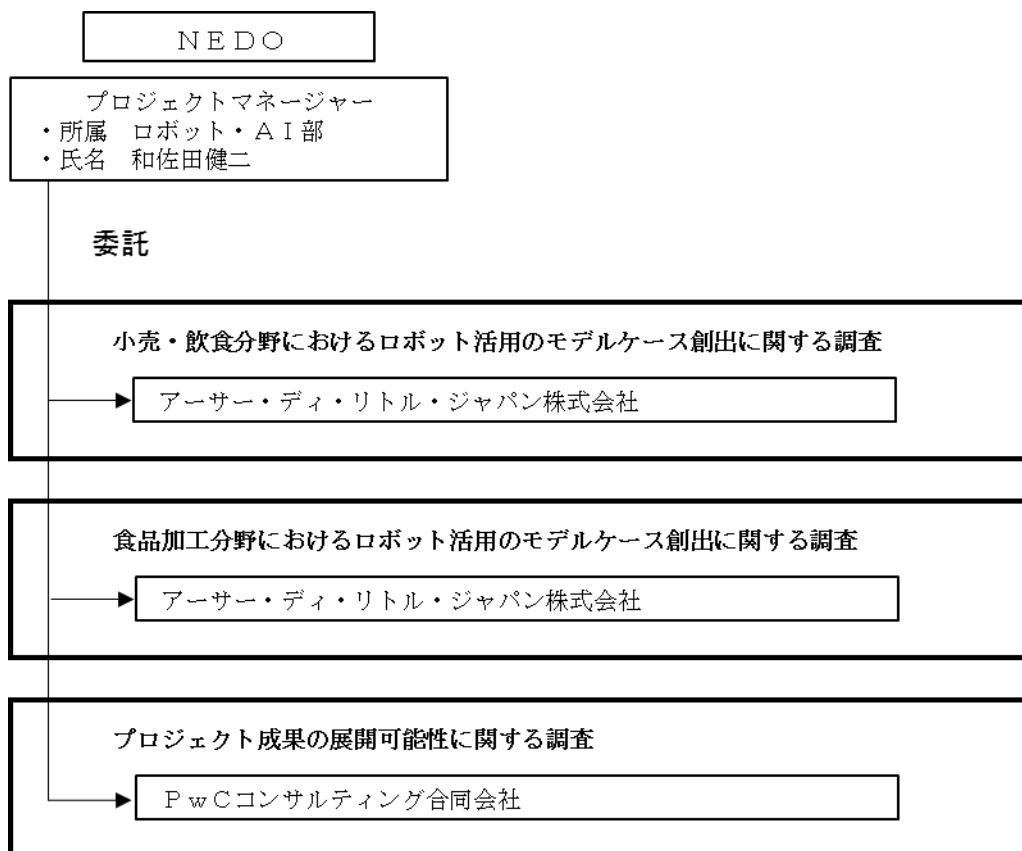 ＮＥＤＯ
プロジェクトマネージャー
・所属　ロボット・ＡＩ部
・氏名　和佐田健二
委託
小売・飲食分野におけるロボット活用のモデルケース創出に関する調査
アーサー・ディ・リトル・ジャパン株式会社
食品加工分野におけるロボット活用のモデルケース創出に関する調査
アーサー・ディ・リトル・ジャパン株式会社
プロジェクト成果の展開可能性に関する調査
ＰｗＣコンサルティング合同会社